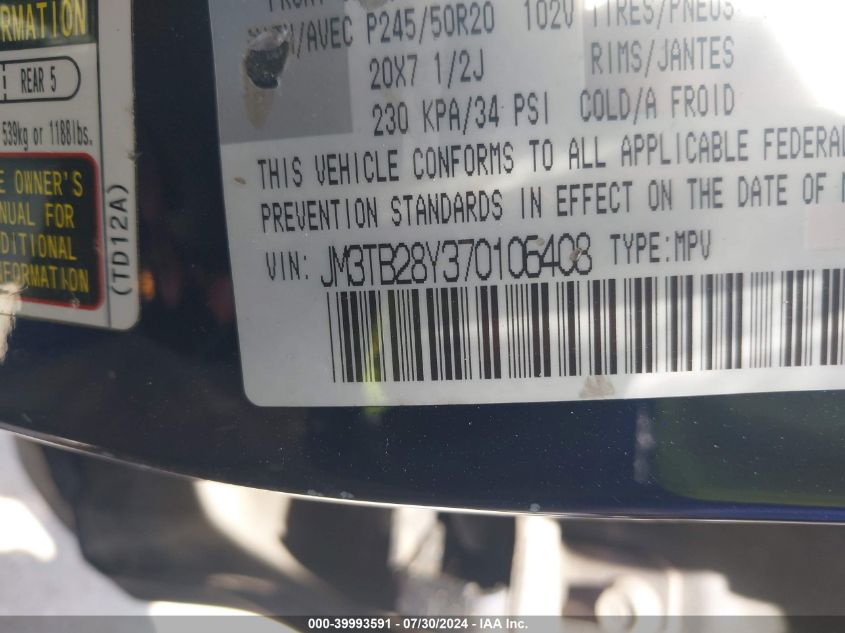 FORMATION
REAR 5
539kg or 1188lbs.
E OWNER'S
NUAL FOR
DDITIONAL
NFORMATION
(TD12A)
/AVEC P245/50R20 102V TIRES/PNEUS
20X7 1/2J RIMS/JANTES
230 KPA/34 PSI COLD/A FROID
THIS VEHICLE CONFORMS TO ALL APPLICABLE FEDERAL
PREVENTION STANDARDS IN EFFECT ON THE DATE OF M
VIN: JM3TB28Y370106408 TYPE:MPV
000-39993591 - 07/30/2024 - IAA Inc.